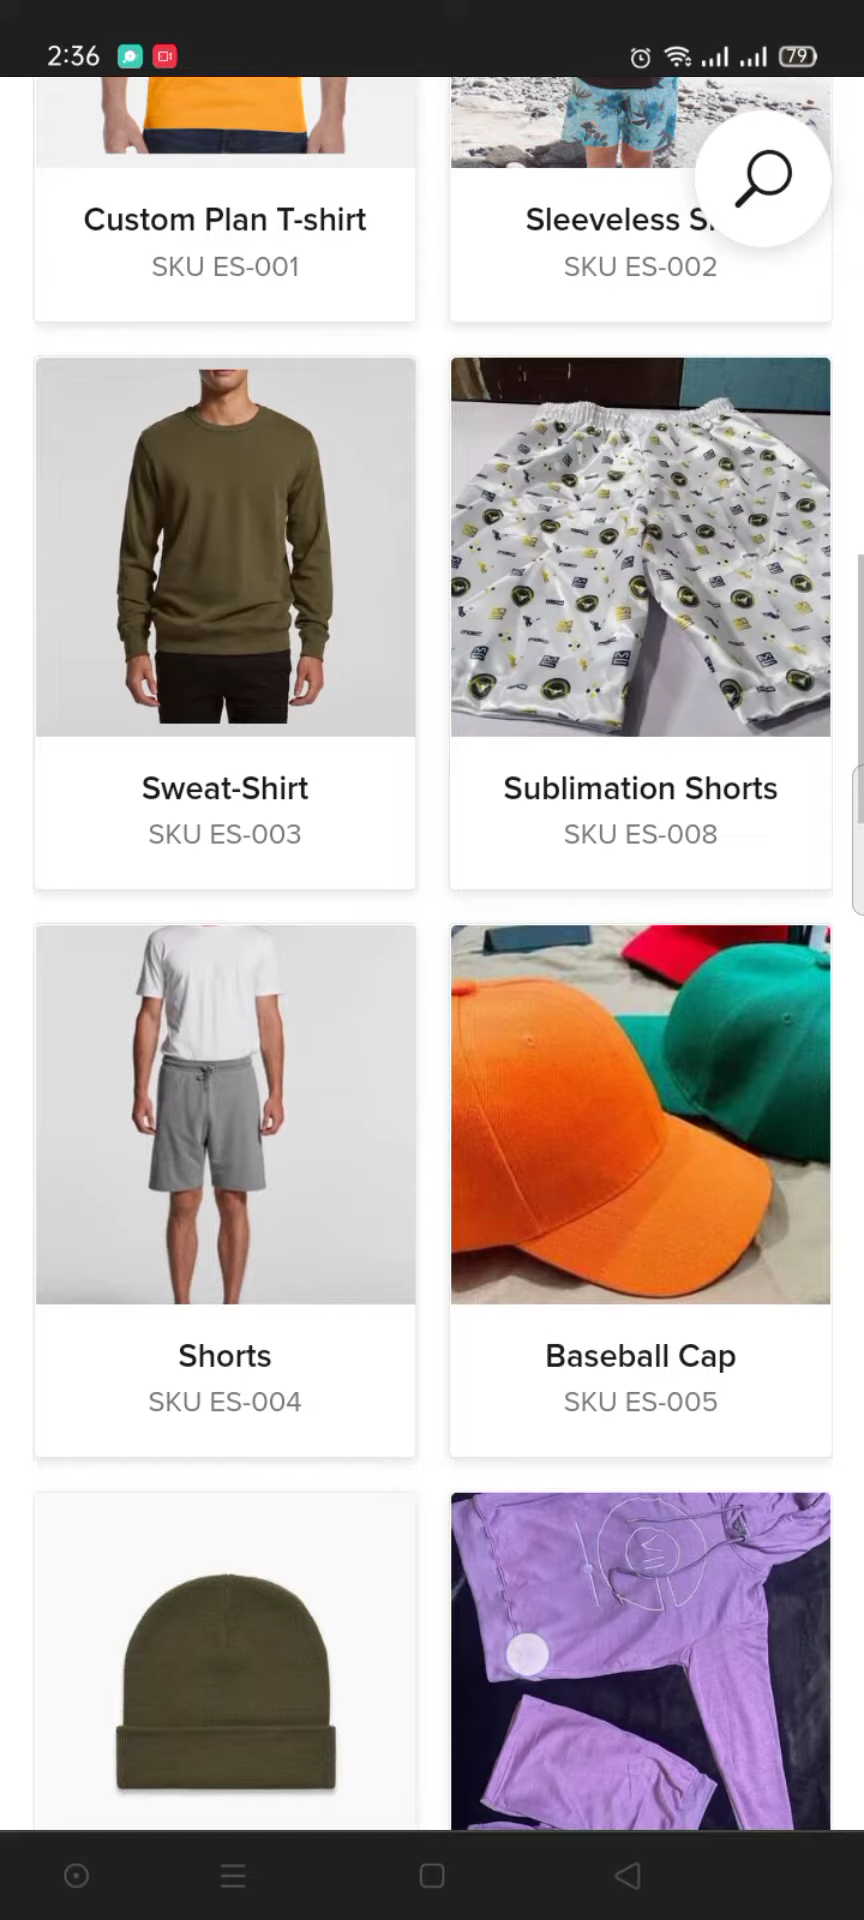 2:36
79
Custom Plan T-shirt
SKU ES-001
Sleeveless S
SKU ES-002
Sweat-Shirt
SKU ES-003
Sublimation Shorts
SKU ES-008
Shorts
SKU ES-004
Baseball Cap
SKU ES-005